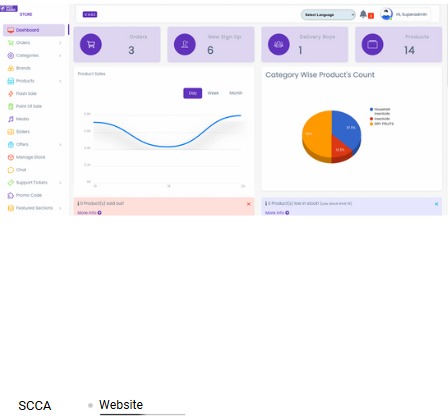 STORE
Dashboard
Orders
Categories
Brands
Products
Flash Sale
Point Of Sale
Media
Sliders
Offers
Manage Stock
Chat
Support Tickets
Promo Code
Featured Sections
Select Language
Hi, Superadmin
Orders
3
New Sign Up
6
Delivery Boys
1
Products
14
Product Sales
Day Week Month
Category Wise Product's Count
Household
Insecticide
Insecticide
DRY FRUITS
0 Product(s) sold out!
More info
0 Product(s) low in stock!
More info
SCCA
Website